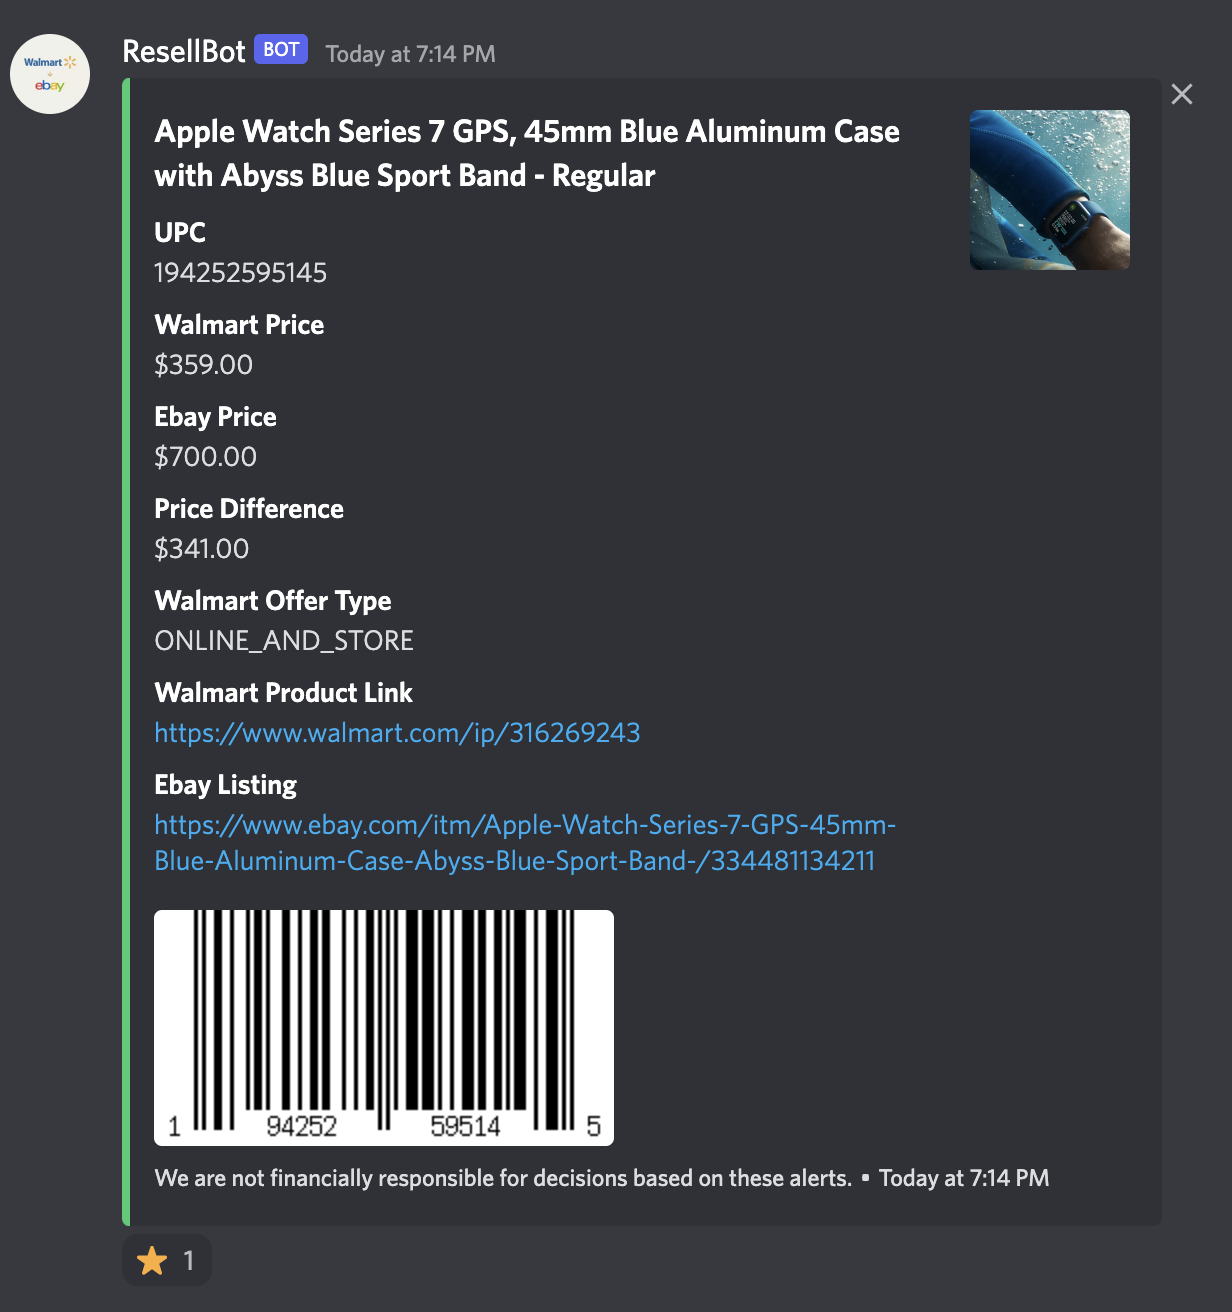 Walmart
ebay
ResellBot BOT Today at 7:14 PM
Apple Watch Series 7 GPS, 45mm Blue Aluminum Case
with Abyss Blue Sport Band - Regular
UPC
194252595145
Walmart Price
$359.00
Ebay Price
$700.00
Price Difference
$341.00
Walmart Offer Type
ONLINE_AND_STORE
Walmart Product Link
https://www.walmart.com/ip/316269243
Ebay Listing
https://www.ebay.com/itm/Apple-Watch-Series-7-GPS-45mm-
Blue-Aluminum-Case-Abyss-Blue-Sport-Band-/334481134211
1 94252 59514 5
We are not financially responsible for decisions based on these alerts. • Today at 7:14 PM
1